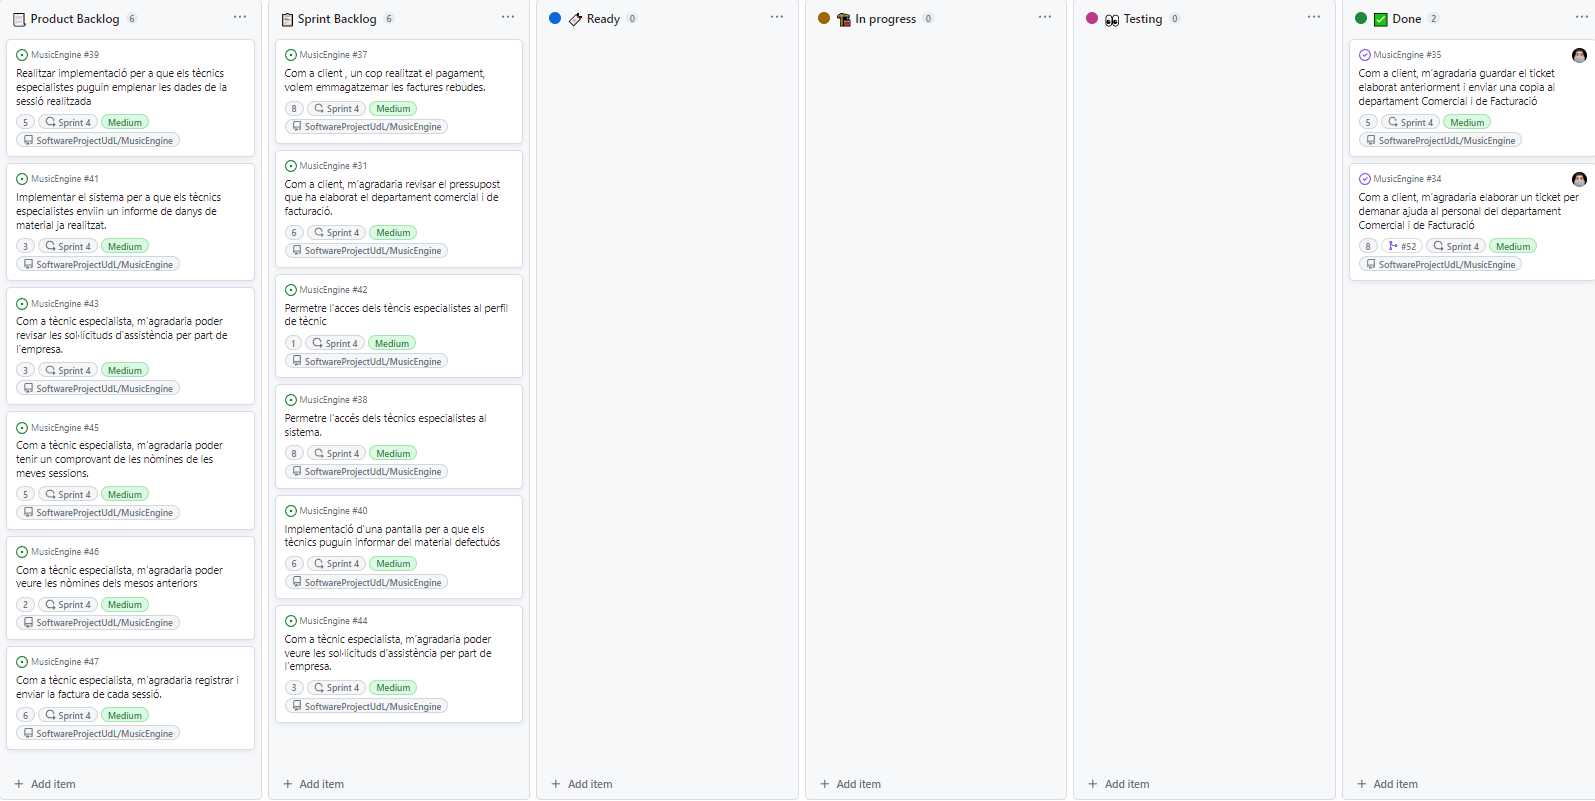 Product Backlog 6
MusicEngine #39
Realitzar implementació per a que els tècnics
especialistes puguin emplenar les dades de la
sessió realitzada
5 Sprint 4 Medium
SoftwareProjectUdL/MusicEngine
MusicEngine #41
Implementar el sistema per a que els tècnics
especialistes enviin un informe de danys de
material ja realitzat.
3 Sprint 4 Medium
SoftwareProjectUdL/MusicEngine
MusicEngine #43
Com a tècnic especialista, m'agradaria poder
revisar les sol·licituds d'assistència per part de
l'empresa.
3 Sprint 4 Medium
SoftwareProjectUdL/MusicEngine
MusicEngine #45
Com a tècnic especialista, m'agradaria poder
tenir un comprovant de les nòmines de les
meves sessions.
5 Sprint 4 Medium
SoftwareProjectUdL/MusicEngine
MusicEngine #46
Com a tècnic especialista, m'agradaria poder
veure les nòmines dels mesos anteriors
2 Sprint 4 Medium
SoftwareProjectUdL/MusicEngine
MusicEngine #47
Com a tècnic especialista, m'agradaria registrar i
enviar la factura de cada sessió.
6 Sprint 4 Medium
SoftwareProjectUdL/MusicEngine
+ Add item
Sprint Backlog 6
MusicEngine #37
Com a client , un cop realitzat el pagament,
volem emmagatzemar les factures rebudes.
8 Sprint 4 Medium
SoftwareProjectUdL/MusicEngine
MusicEngine #31
Com a client, m'agradaria revisar el pressupost
que ha elaborat el departament comercial i de
facturació.
6 Sprint 4 Medium
SoftwareProjectUdL/MusicEngine
MusicEngine #42
Permetre l'acces dels tèncis especialistes al perfil
de tècnic
1 Sprint 4 Medium
SoftwareProjectUdL/MusicEngine
MusicEngine #38
Permetre l'accés dels tècnics especialistes al
sistema.
8 Sprint 4 Medium
SoftwareProjectUdL/MusicEngine
MusicEngine #40
Implementació d'una pantalla per a que els
tècnics puguin informar del material defectuós
6 Sprint 4 Medium
SoftwareProjectUdL/MusicEngine
MusicEngine #44
Com a tècnic especialista, m'agradaria poder
veure les sol·licituds d'assistència per part de
l'empresa.
3 Sprint 4 Medium
SoftwareProjectUdL/MusicEngine
+ Add item
Ready 0
+ Add item
In progress 0
+ Add item
Testing 0
+ Add item
Done 2
MusicEngine #35
Com a client, m'agradaria guardar el ticket
elaborat anteriorment i enviar una copia al
departament Comercial i de Facturació
5 Sprint 4 Medium
SoftwareProjectUdL/MusicEngine
MusicEngine #34
Com a client, m'agradaria elaborar un ticket per
demanar ajuda al personal del departament
Comercial i de Facturació
8 #52 Sprint 4 Medium
SoftwareProjectUdL/MusicEngine
+ Add item